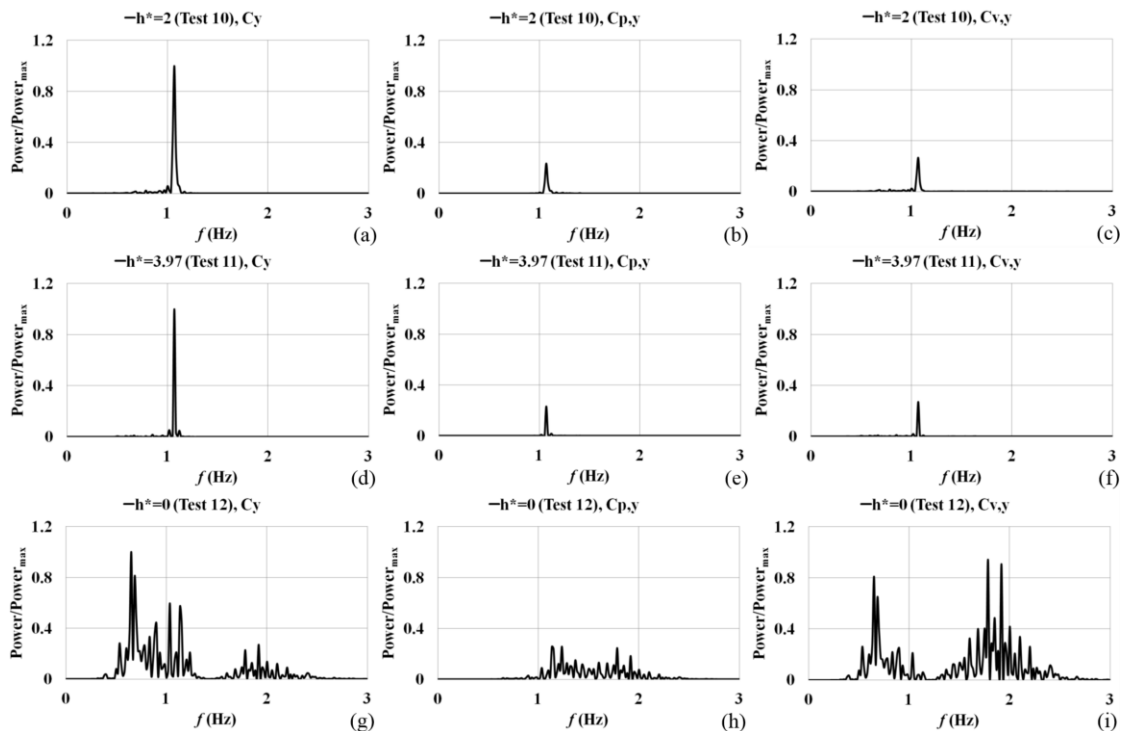 h*=2 (Test 10), Cy
1.2
0.8
0.4
0
0 1 2 3
Power/Powermax
f (Hz)
(a)
h*=2 (Test 10), Cp,y
1.2
0.8
0.4
0
0 1 2 3
Power/Powermax
f (Hz)
(b)
h*=2 (Test 10), Cv,y
1.2
0.8
0.4
0
0 1 2 3
Power/Powermax
f (Hz)
(c)
h*=3.97 (Test 11), Cy
1.2
0.8
0.4
0
0 1 2 3
Power/Powermax
f (Hz)
(d)
h*=3.97 (Test 11), Cp,y
1.2
0.8
0.4
0
0 1 2 3
Power/Powermax
f (Hz)
(e)
h*=3.97 (Test 11), Cv,y
1.2
0.8
0.4
0
0 1 2 3
Power/Powermax
f (Hz)
(f)
h*=0 (Test 12), Cy
1.2
0.8
0.4
0
0 1 2 3
Power/Powermax
f (Hz)
(g)
h*=0 (Test 12), Cp,y
1.2
0.8
0.4
0
0 1 2 3
Power/Powermax
f (Hz)
(h)
h*=0 (Test 12), Cv,y
1.2
0.8
0.4
0
0 1 2 3
Power/Powermax
f (Hz)
(i)